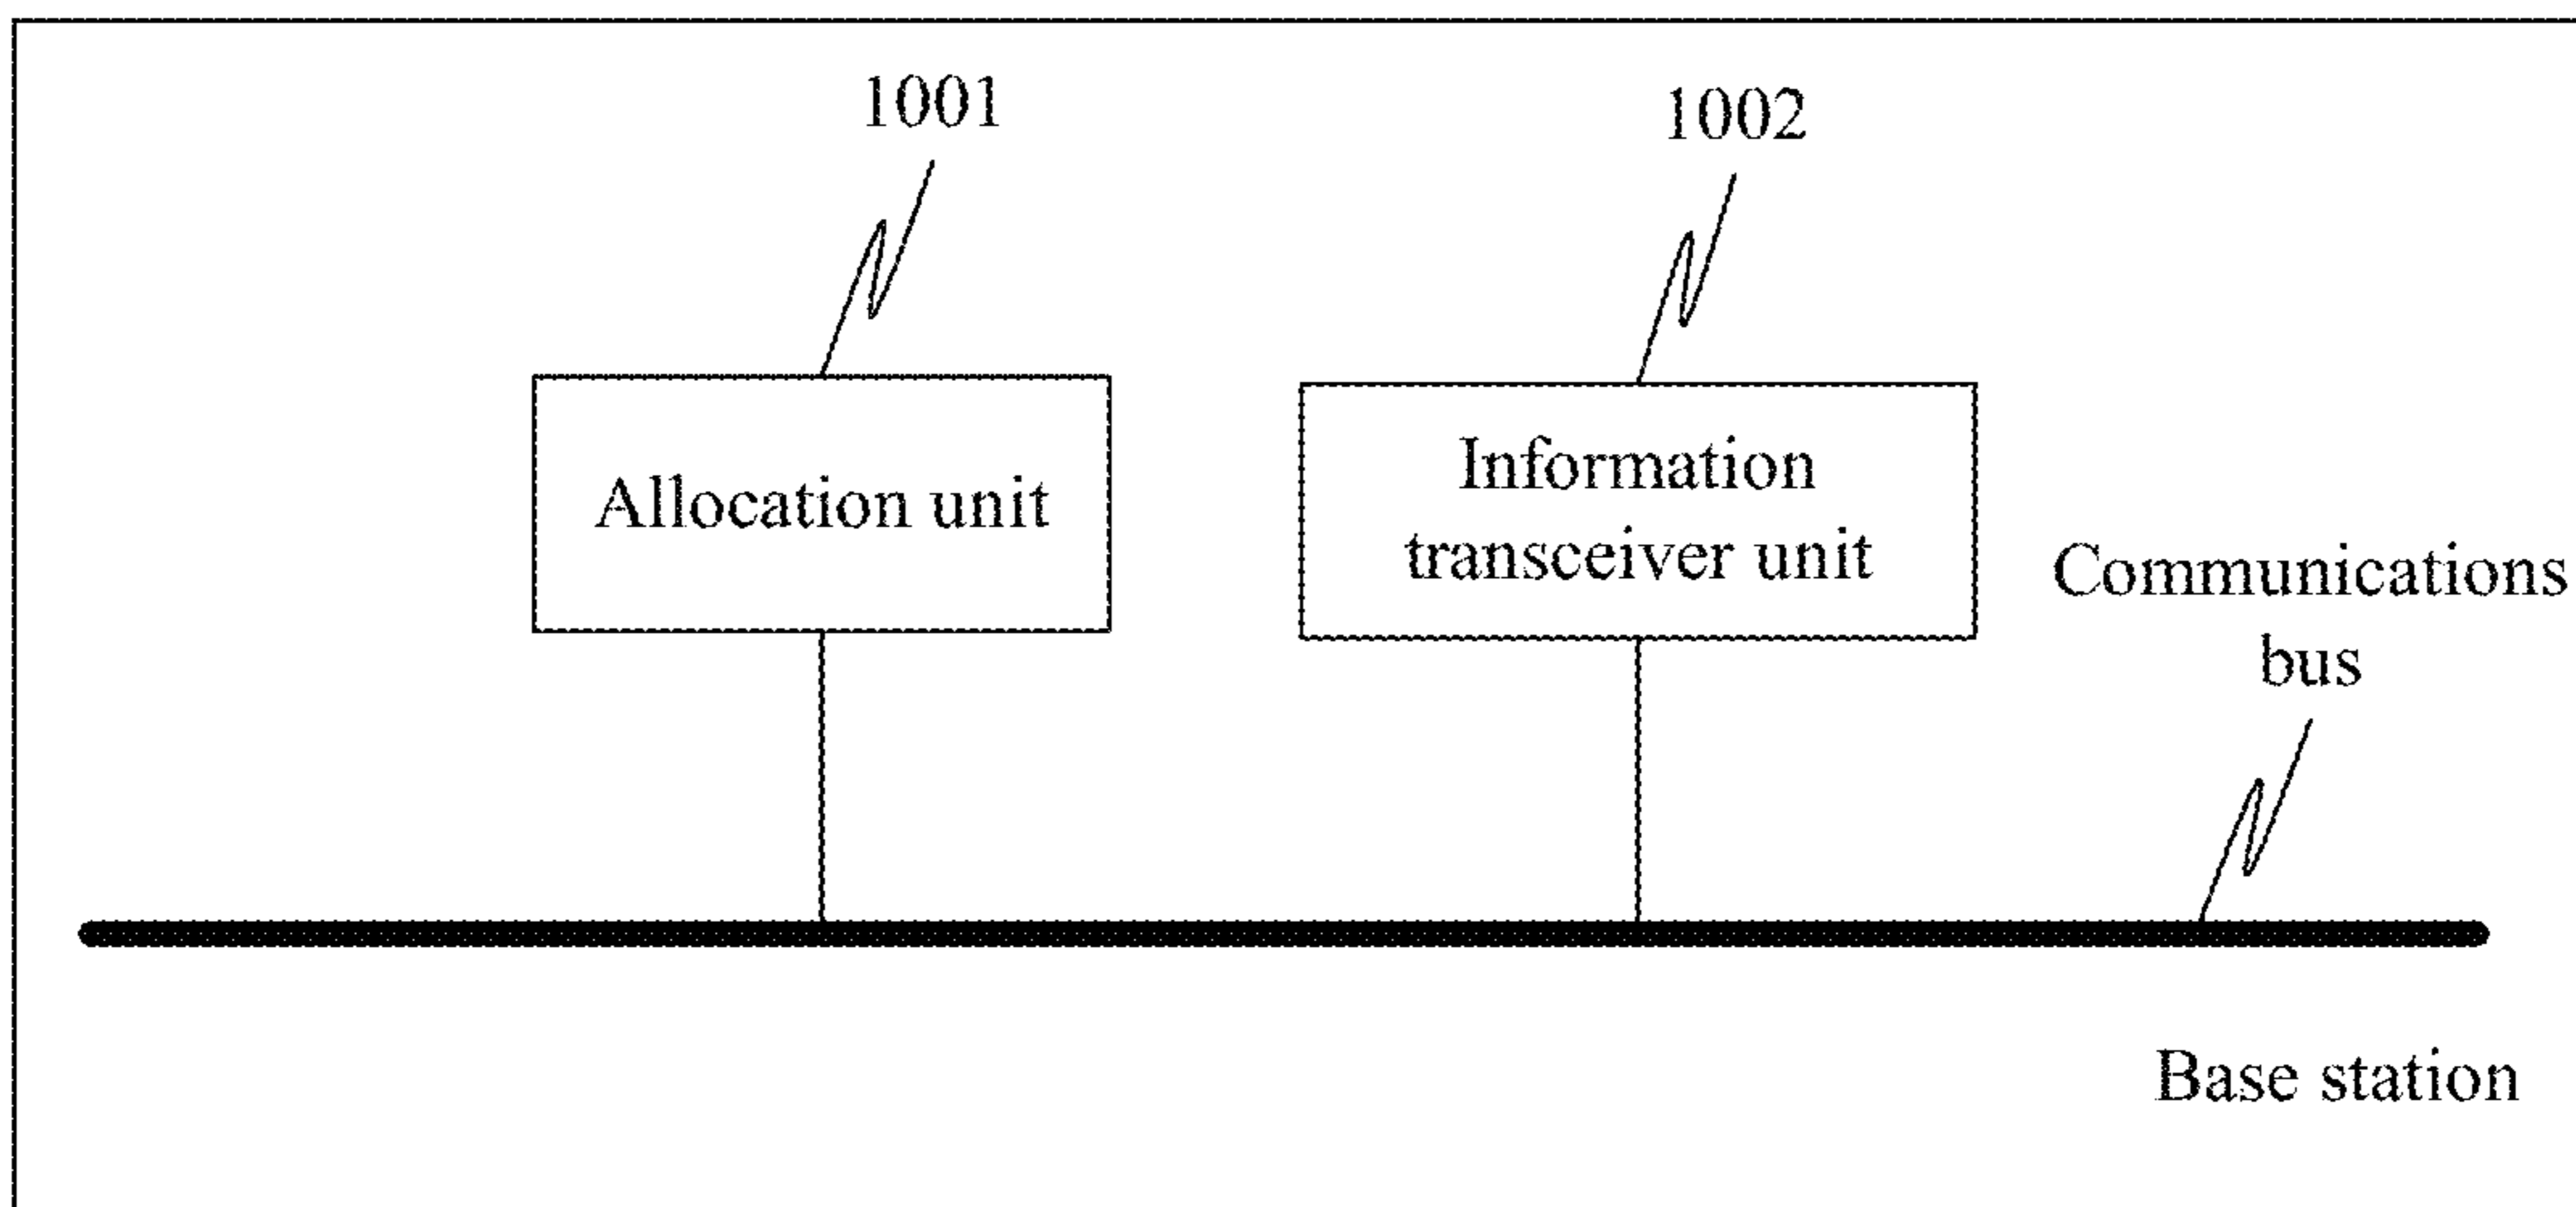 1001
1002
Allocation unit
Information
transceiver unit
Communications
bus
Base station